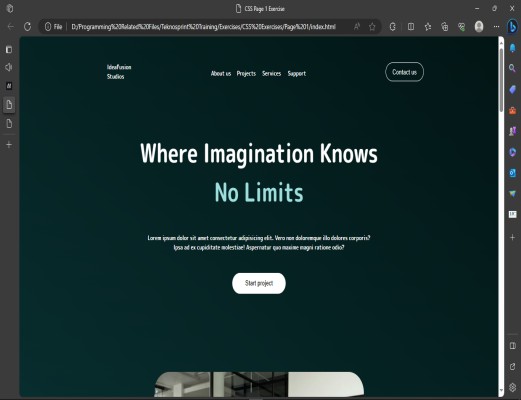 CSS Page 1 Exercise
File
D:/Programming%20Related%20Files/Teknosprint%20Training/Exercises/CSS%20Exercises/Page%201/index.html
IdeaFusion
Studios
About us
Projects
Services
Support
Contact us
Where Imagination Knows
No Limits
Lorem ipsum dolor sit amet consectetur adipisicing elit. Vero non doloremque illo dolores corporis?
Ipsa ad ex cupiditate molestiae! Aspernatur quo maxime magni ratione odio?
Start project